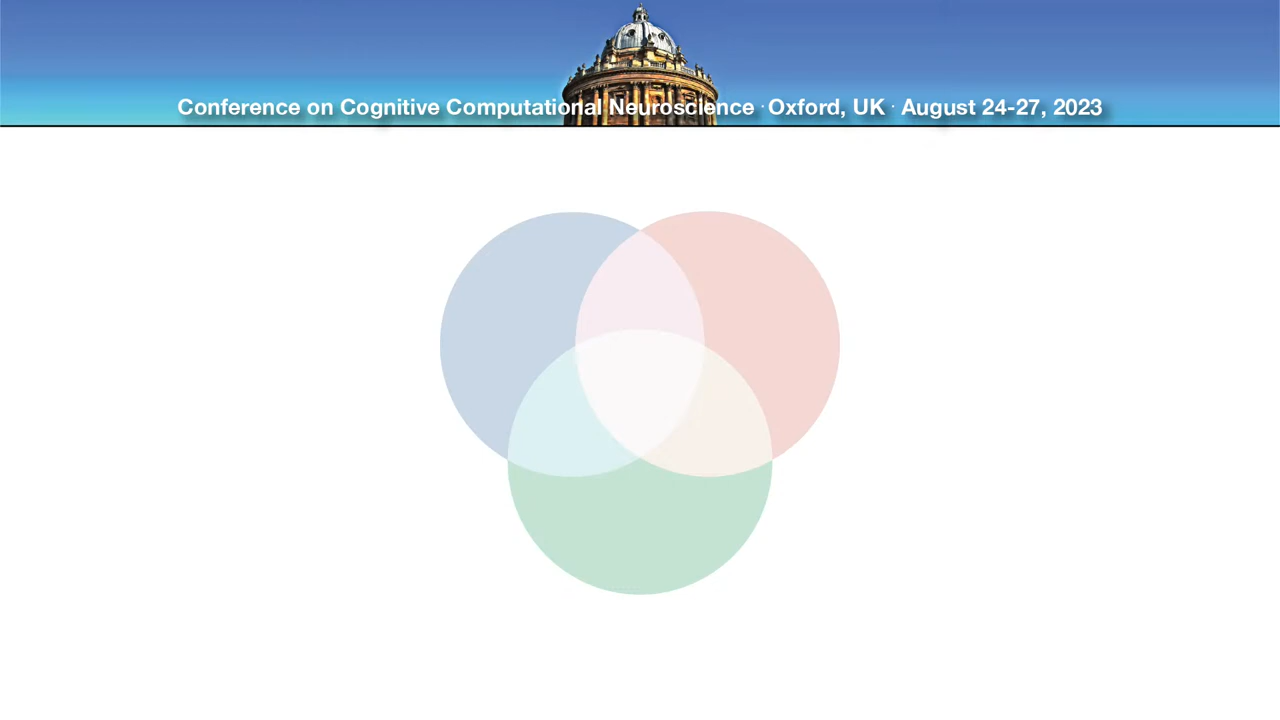 Conference on Cognitive Computational Neuroscience · Oxford, UK · August 24-27, 2023